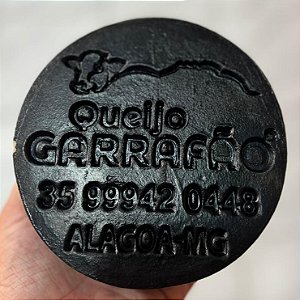 Queijo
GARRAFÃO
35 99942 0448
ALAGOA-MG